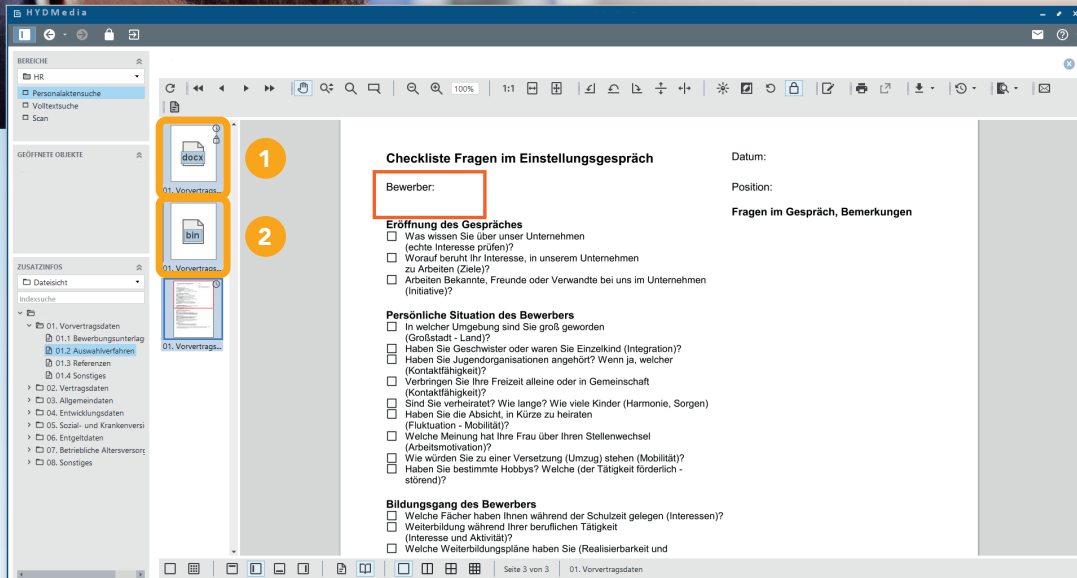 HYDMedia
BEREICHE
HR
Personalaktensuche
Volltextsuche
Scan
GEÖFFNETE OBJEKTE
ZUSATZINFOS
Dateisicht
Indexsuche
01. Vorvertragsdaten
01.1 Bewerbungsunterlag
01.2 Auswahlverfahren
01.3 Referenzen
01.4 Sonstiges
02. Vertragsdaten
03. Allgemeindaten
04. Entwicklungsdaten
05. Sozial- und Krankenversi
06. Entgeltdaten
07. Betriebliche Altersversorg
08. Sonstiges
100%
1:1
docx
01. Vorvertrags...
1
bin
01. Vorvertrags...
2
01. Vorvertrags...
Checkliste Fragen im Einstellungsgespräch
Datum:
Bewerber:
Position:
Fragen im Gespräch, Bemerkungen
Eröffnung des Gespräches
Was wissen Sie über unser Unternehmen
(echte Interesse prüfen)?
Worauf beruht Ihr Interesse, in unserem Unternehmen
zu Arbeiten (Ziele)?
Arbeiten Bekannte, Freunde oder Verwandte bei uns im Unternehmen
(Initiative)?
Persönliche Situation des Bewerbers
In welcher Umgebung sind Sie groß geworden
(Großstadt - Land)?
Haben Sie Geschwister oder waren Sie Einzelkind (Integration)?
Haben Sie Jugendorganisationen angehört? Wenn ja, welcher
(Kontaktfähigkeit)?
Verbringen Sie Ihre Freizeit alleine oder in Gemeinschaft
(Kontaktfähigkeit)?
Sind Sie verheiratet? Wie lange? Wie viele Kinder (Harmonie, Sorgen)
Haben Sie die Absicht, in Kürze zu heiraten
(Fluktuation - Mobilität)?
Welche Meinung hat Ihre Frau über Ihren Stellenwechsel
(Arbeitsmotivation)?
Wie würden Sie zu einer Versetzung (Umzug) stehen (Mobilität)?
Haben Sie bestimmte Hobbys? Welche (der Tätigkeit förderlich -
störend)?
Bildungsgang des Bewerbers
Welche Fächer haben Ihnen während der Schulzeit gelegen (Interessen)?
Weiterbildung während Ihrer beruflichen Tätigkeit
(Interesse und Aktivität)?
Welche Weiterbildungspläne haben Sie (Realisierbarkeit und
Seite 3 von 3
01. Vorvertragsdaten